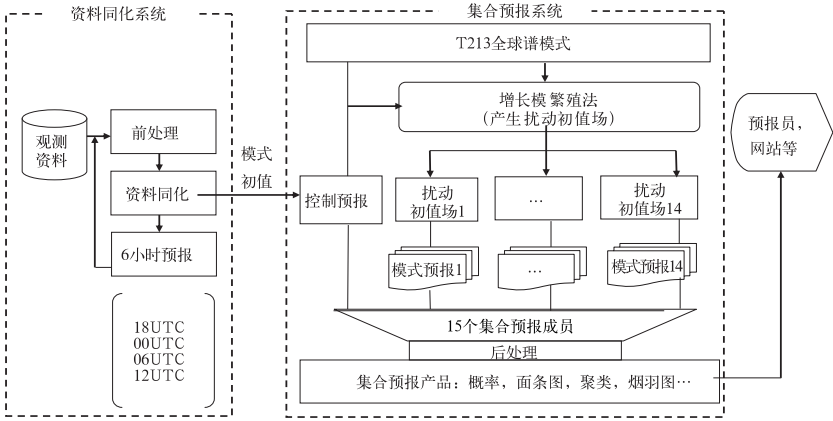 资料同化系统
集合预报系统
T213全球谱模式
增长模繁殖法
（产生扰动初值场）
观测
资料
前处理
资料同化
6小时预报
模式
初值
控制预报
扰动
初值场1
…
扰动
初值场14
模式预报1
…
模式预报14
预报员，
网站等
18UTC
00UTC
06UTC
12UTC
15个集合预报成员
后处理
集合预报产品：概率，面条图，聚类，烟羽图…